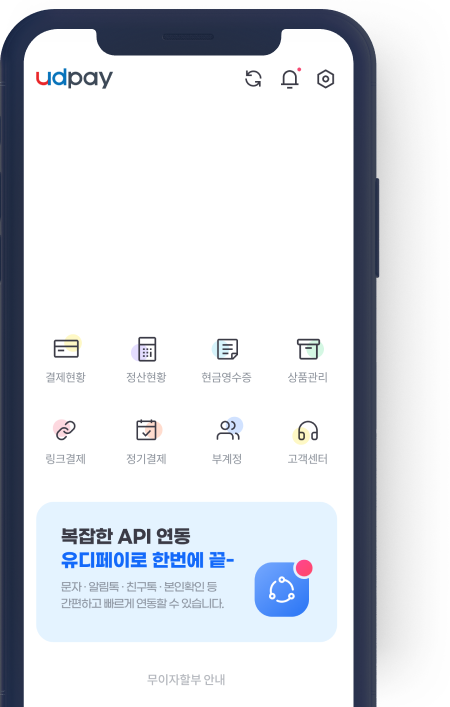 udpay
결제현황 정산현황 현금영수증 상품관리
링크결제 정기결제 부계정 고객센터
복잡한 API 연동
유디페이로 한번에 끝-
문자 · 알림톡 · 친구톡 · 본인확인 등
간편하고 빠르게 연동할 수 있습니다.
무이자할부 안내